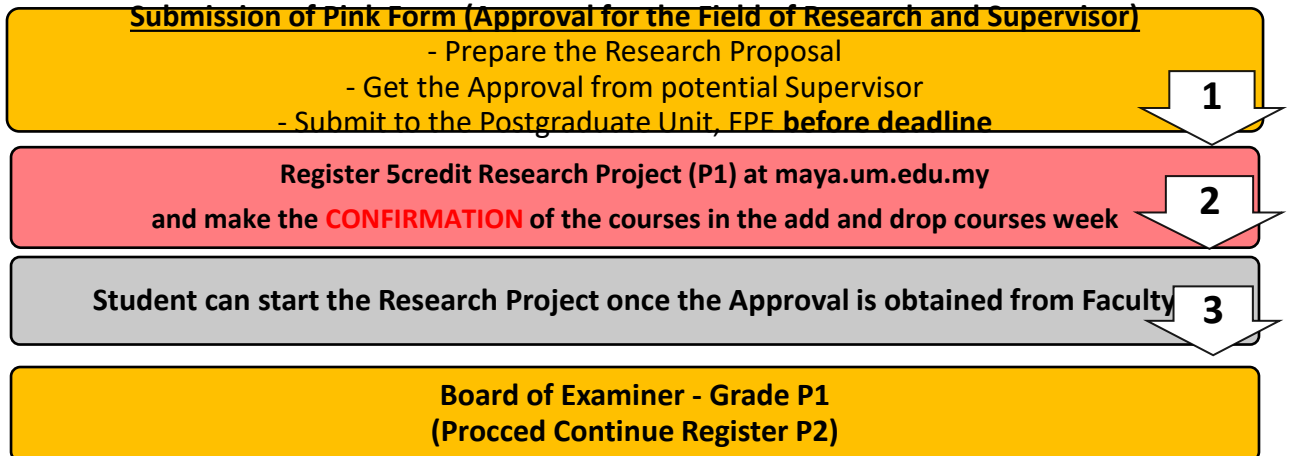 Submission of Pink Form (Approval for the Field of Research and Supervisor)
- Prepare the Research Proposal
- Get the Approval from potential Supervisor
- Submit to the Postgraduate Unit, FPE before deadline
1
Register 5credit Research Project (P1) at maya.um.edu.my
and make the CONFIRMATION of the courses in the add and drop courses week
2
Student can start the Research Project once the Approval is obtained from Faculty
3
Board of Examiner - Grade P1
(Procced Continue Register P2)